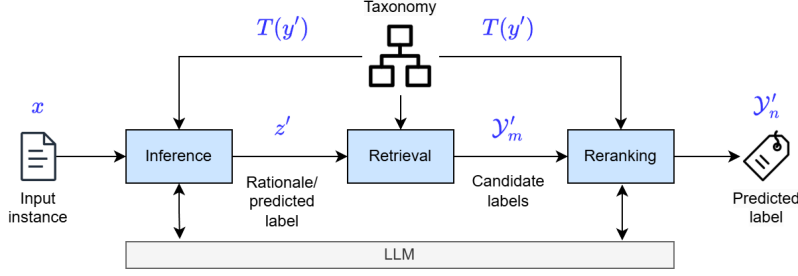 Taxonomy
T(y′)
T(y′)
x
z′
𝒴′ₘ
𝒴′ₙ
Inference
Retrieval
Reranking
Input
instance
Rationale/
predicted
label
Candidate
labels
Predicted
label
LLM